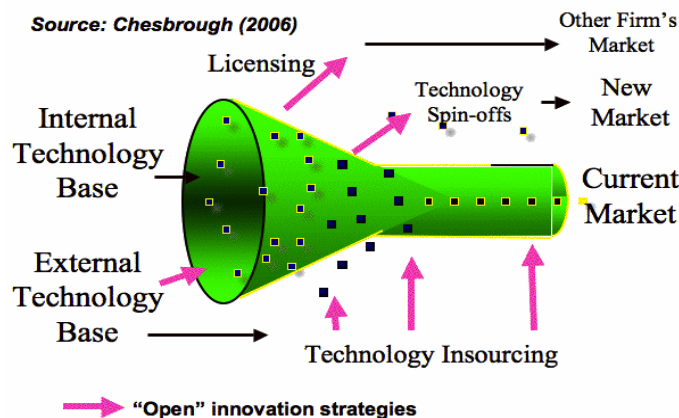 Source: Chesbrough (2006)
Other Firm's
Market
Licensing
Technology
Spin-offs
New
Market
Internal
Technology
Base
Current
Market
External
Technology
Base
Technology Insourcing
"Open" innovation strategies